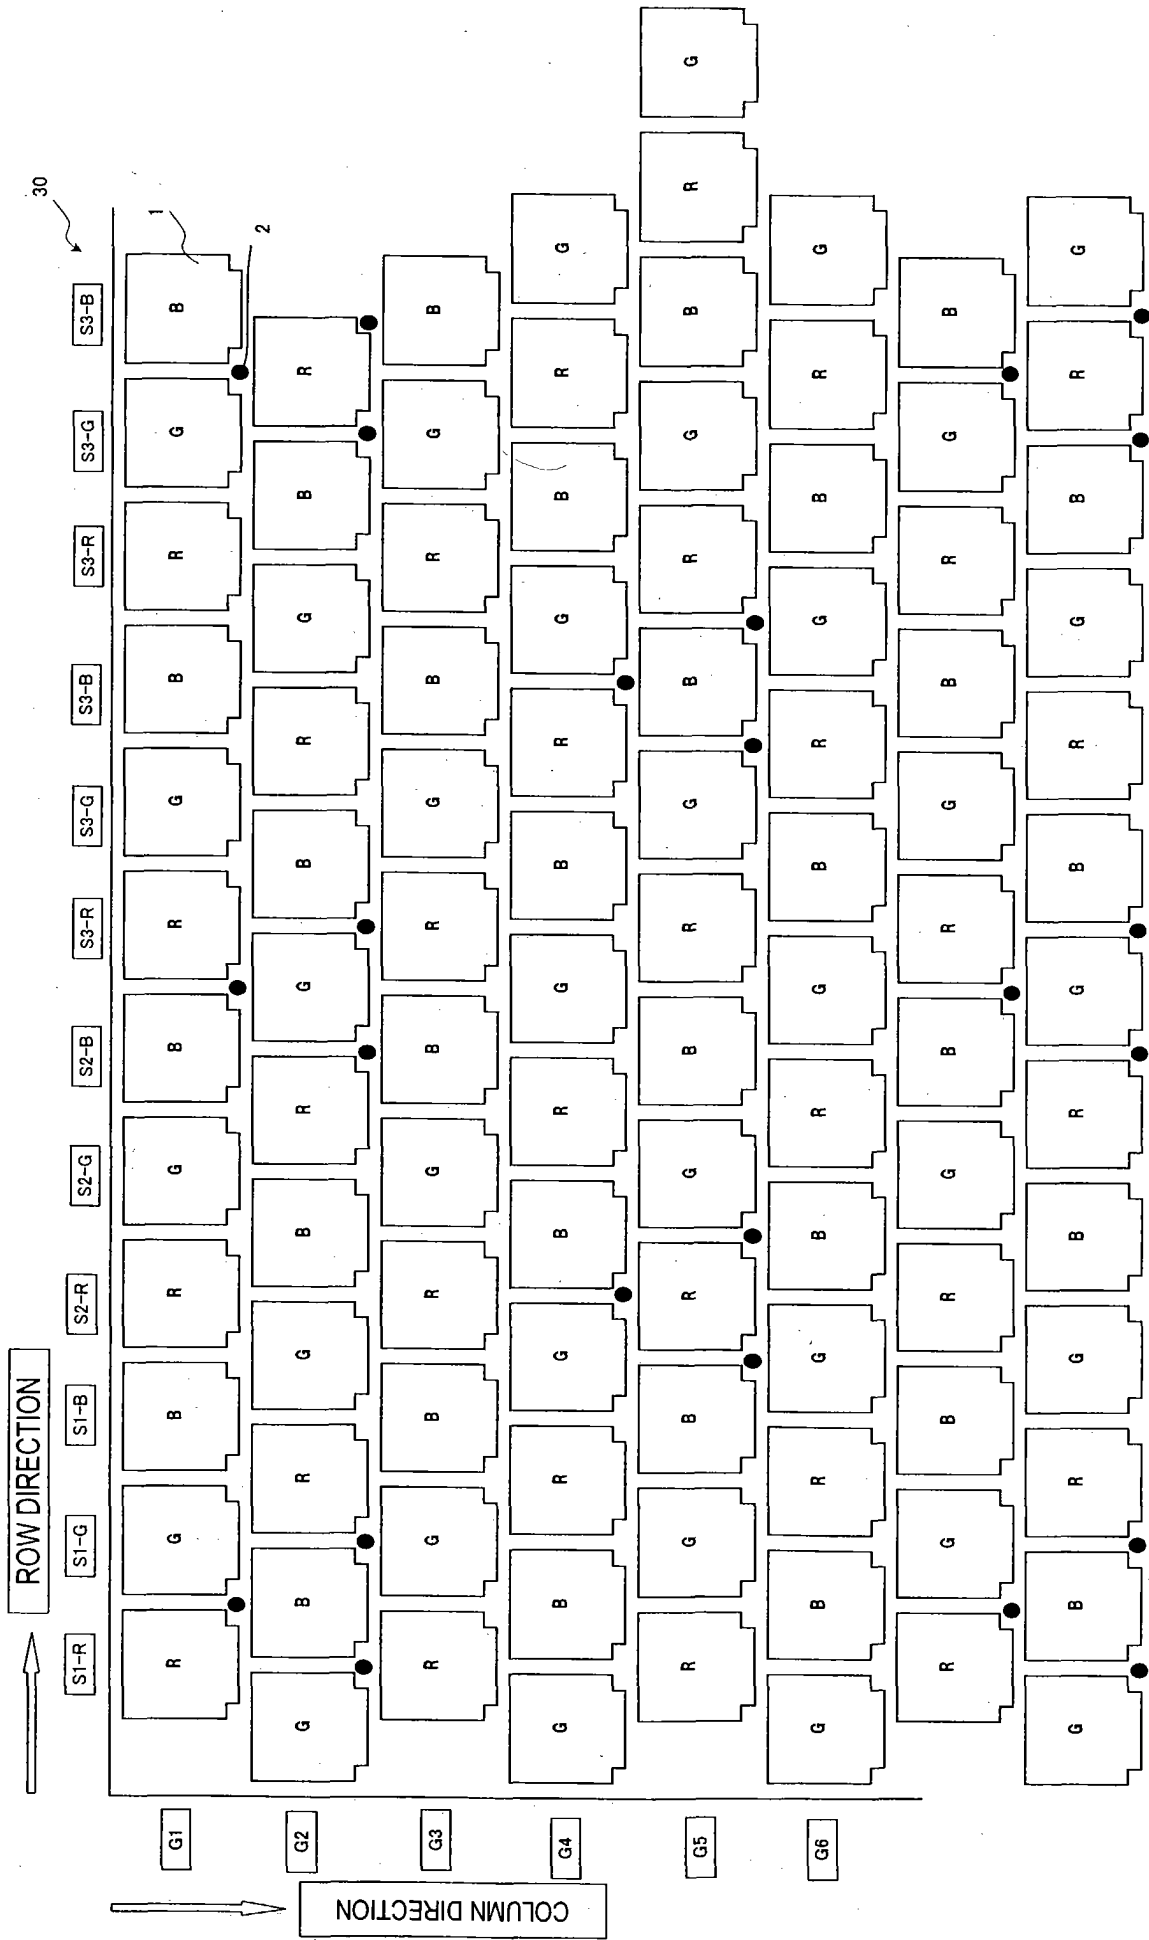 ROW DIRECTION
30
S1-R S1-G S1-B S2-R S2-G S2-B S3-R S3-G S3-B S3-R S3-G S3-B
1
2
COLUMN DIRECTION
G1 R G B R G B R G B R G B
G2 G B R G B R G B R G B R
G3 R G B R G B R G B R G B
G4 G B R G B R G B R G B R G
G5 R G B R G B R G B R G B R G
G6 G B R G B R G B R G B R G
R G B R G B R G B R G B
G B R G B R G B R G B R G